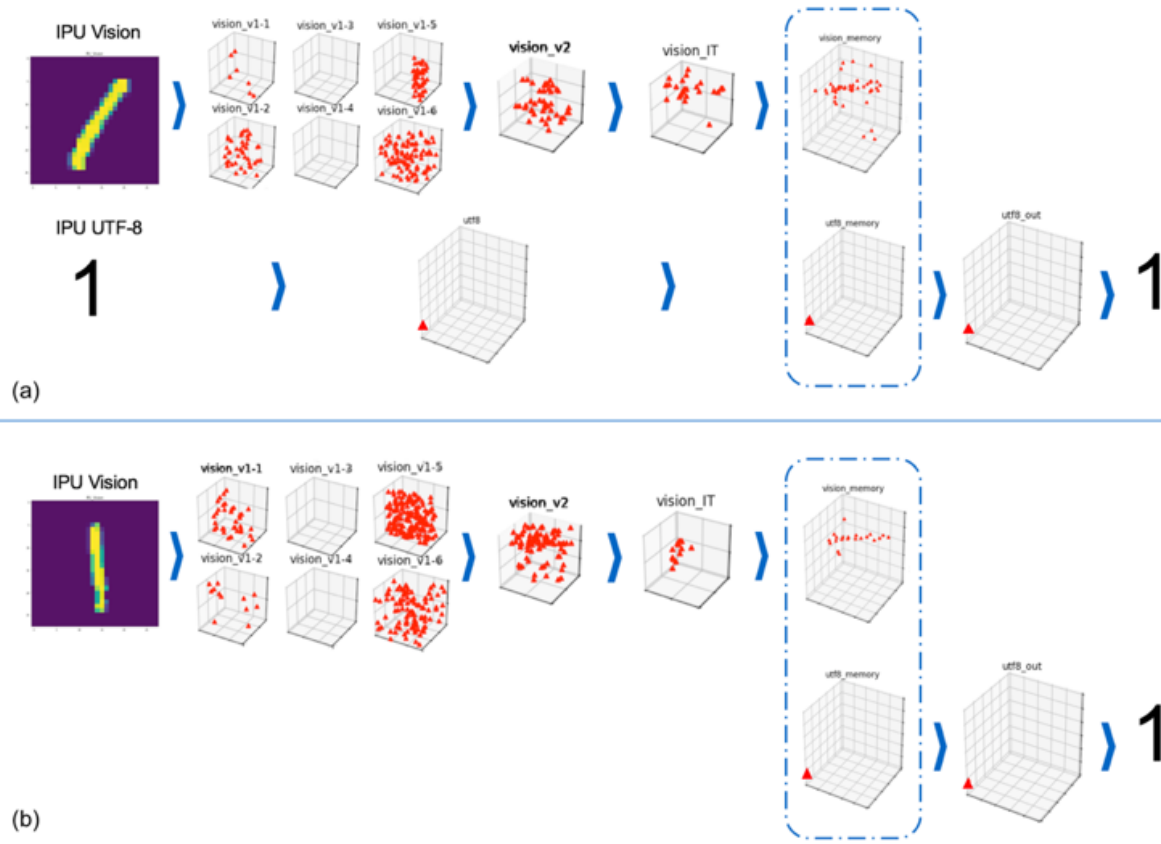 IPU Vision
vision_v1-1 vision_v1-3 vision_v1-5
vision_v2
vision_IT
vision_memory
vision_v1-2 vision_v1-4 vision_v1-6
IPU UTF-8
1
utf8
utf8_memory
utf8_out
1
(a)
IPU Vision
vision_v1-1 vision_v1-3 vision_v1-5
vision_v2
vision_IT
vision_memory
vision_v1-2 vision_v1-4 vision_v1-6
utf8_memory
utf8_out
1
(b)